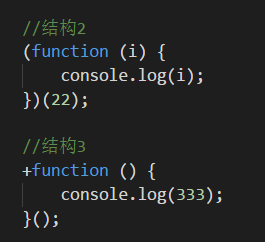 //结构2
(function (i) {
    console.log(i);
})(22);

//结构3
+function () {
    console.log(333);
}();